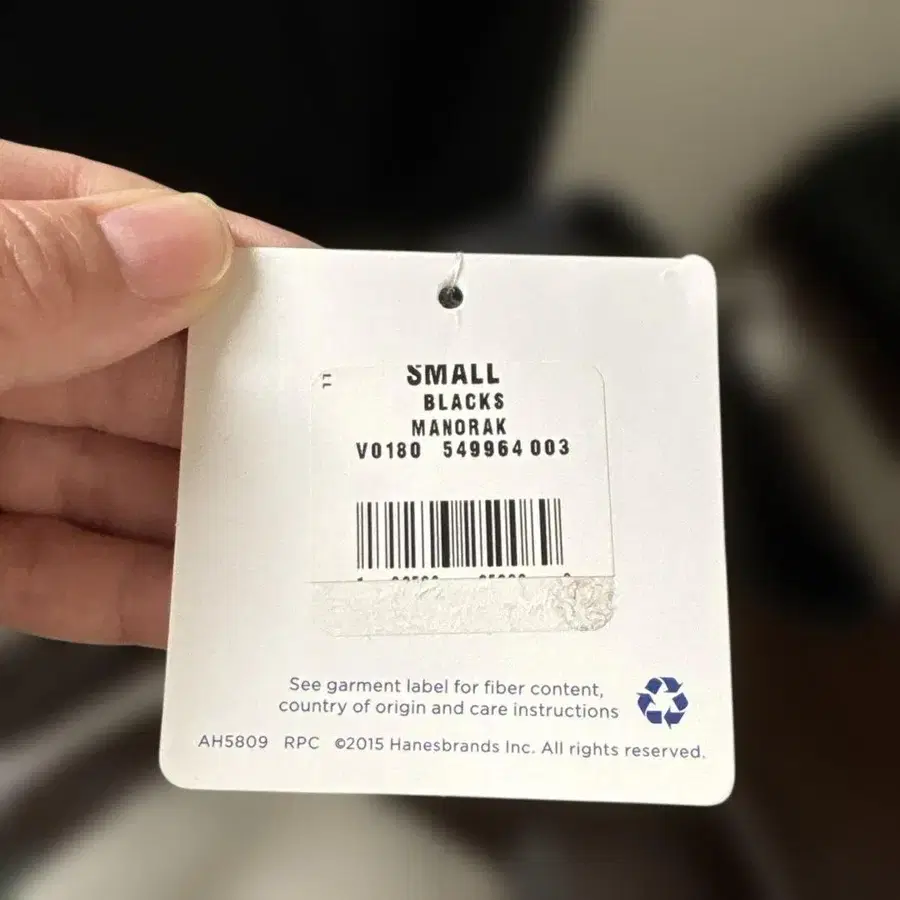 11
SMALL
BLACKS
MANORAK
V0180 549964 003
See garment label for fiber content,
country of origin and care instructions
AH5809 RPC ©2015 Hanesbrands Inc. All rights reserved.